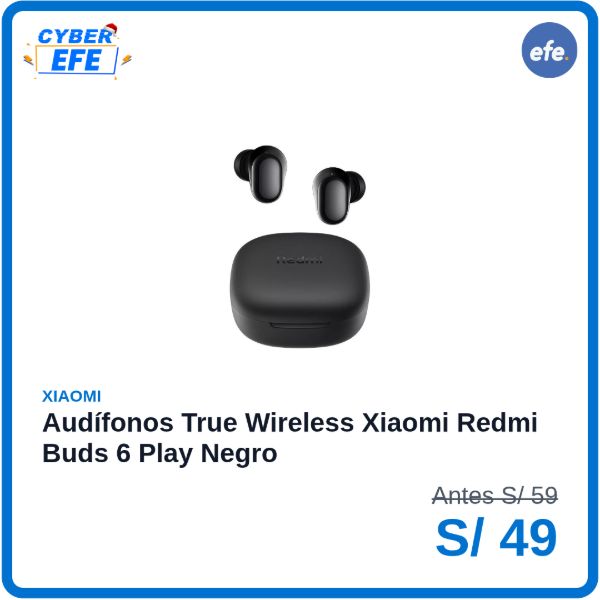 CYBER
EFE
efe.
Redmi
XIAOMI
Audífonos True Wireless Xiaomi Redmi
Buds 6 Play Negro
Antes S/ 59
S/ 49